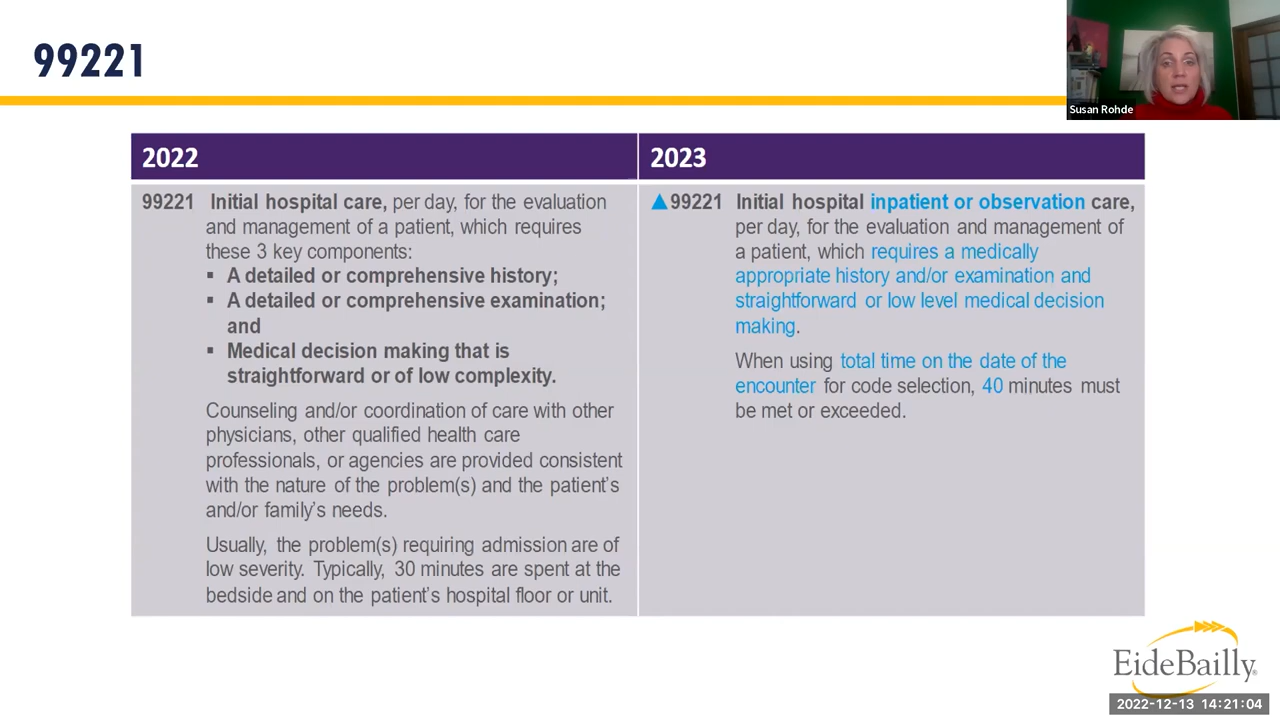 99221
Susan Rohde
2022
99221 Initial hospital care, per day, for the evaluation
and management of a patient, which requires
these 3 key components:
▪ A detailed or comprehensive history;
▪ A detailed or comprehensive examination;
and
▪ Medical decision making that is
straightforward or of low complexity.
Counseling and/or coordination of care with other
physicians, other qualified health care
professionals, or agencies are provided consistent
with the nature of the problem(s) and the patient's
and/or family's needs.
Usually, the problem(s) requiring admission are of
low severity. Typically, 30 minutes are spent at the
bedside and on the patient's hospital floor or unit.
2023
▲99221 Initial hospital inpatient or observation care,
per day, for the evaluation and management of
a patient, which requires a medically
appropriate history and/or examination and
straightforward or low level medical decision
making.
When using total time on the date of the
encounter for code selection, 40 minutes must
be met or exceeded.
EideBailly®
2022-12-13 14:21:04